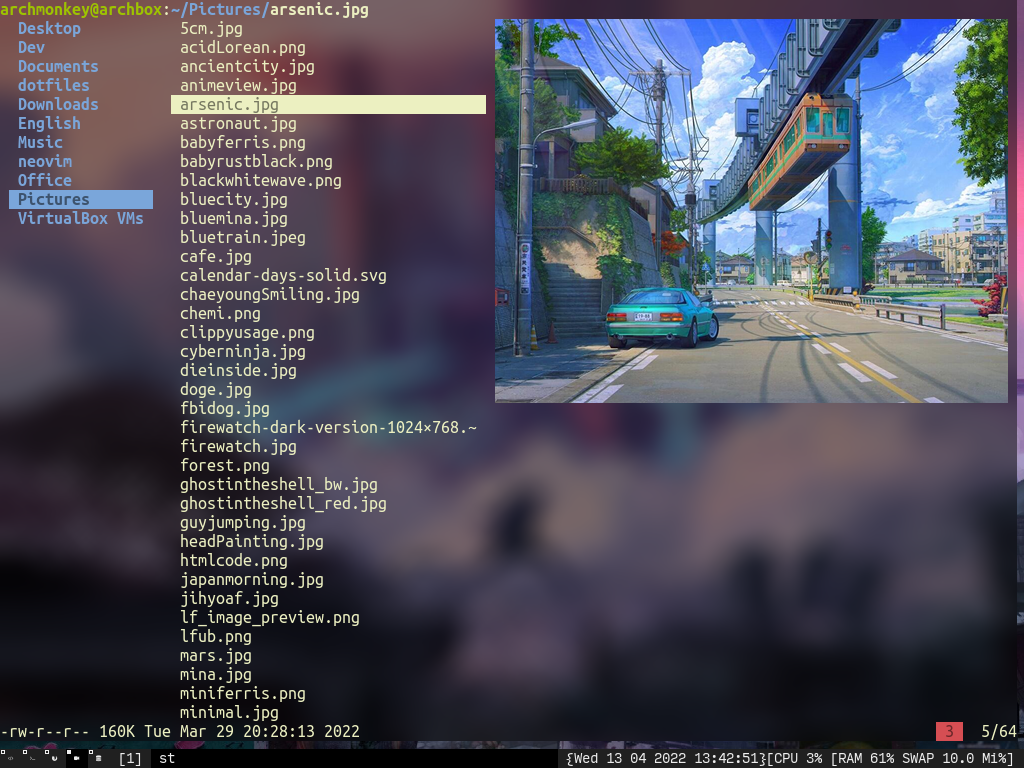 archmonkey@archbox:~/Pictures/arsenic.jpg
Desktop
Dev
Documents
dotfiles
Downloads
English
Music
neovim
Office
Pictures
VirtualBox VMs
5cm.jpg
acidLorean.png
ancientcity.jpg
animeview.jpg
arsenic.jpg
astronaut.jpg
babyferris.png
babyrustblack.png
blackwhitewave.png
bluecity.jpg
bluemina.jpg
bluetrain.jpeg
cafe.jpg
calendar-days-solid.svg
chaeyoungSmiling.jpg
chemi.png
clippyusage.png
cyberninja.jpg
dieinside.jpg
doge.jpg
fbidog.jpg
firewatch-dark-version-1024×768.~
firewatch.jpg
forest.png
ghostintheshell_bw.jpg
ghostintheshell_red.jpg
guyjumping.jpg
headPainting.jpg
htmlcode.png
japanmorning.jpg
jihyoaf.jpg
lf_image_preview.png
lfub.png
mars.jpg
mina.jpg
miniferris.png
minimal.jpg
-rw-r--r-- 160K Tue Mar 29 20:28:13 2022 3 5/64
[1] st {Wed 13 04 2022 13:42:51}[CPU 3% [RAM 61% SWAP 10.0 Mi%]